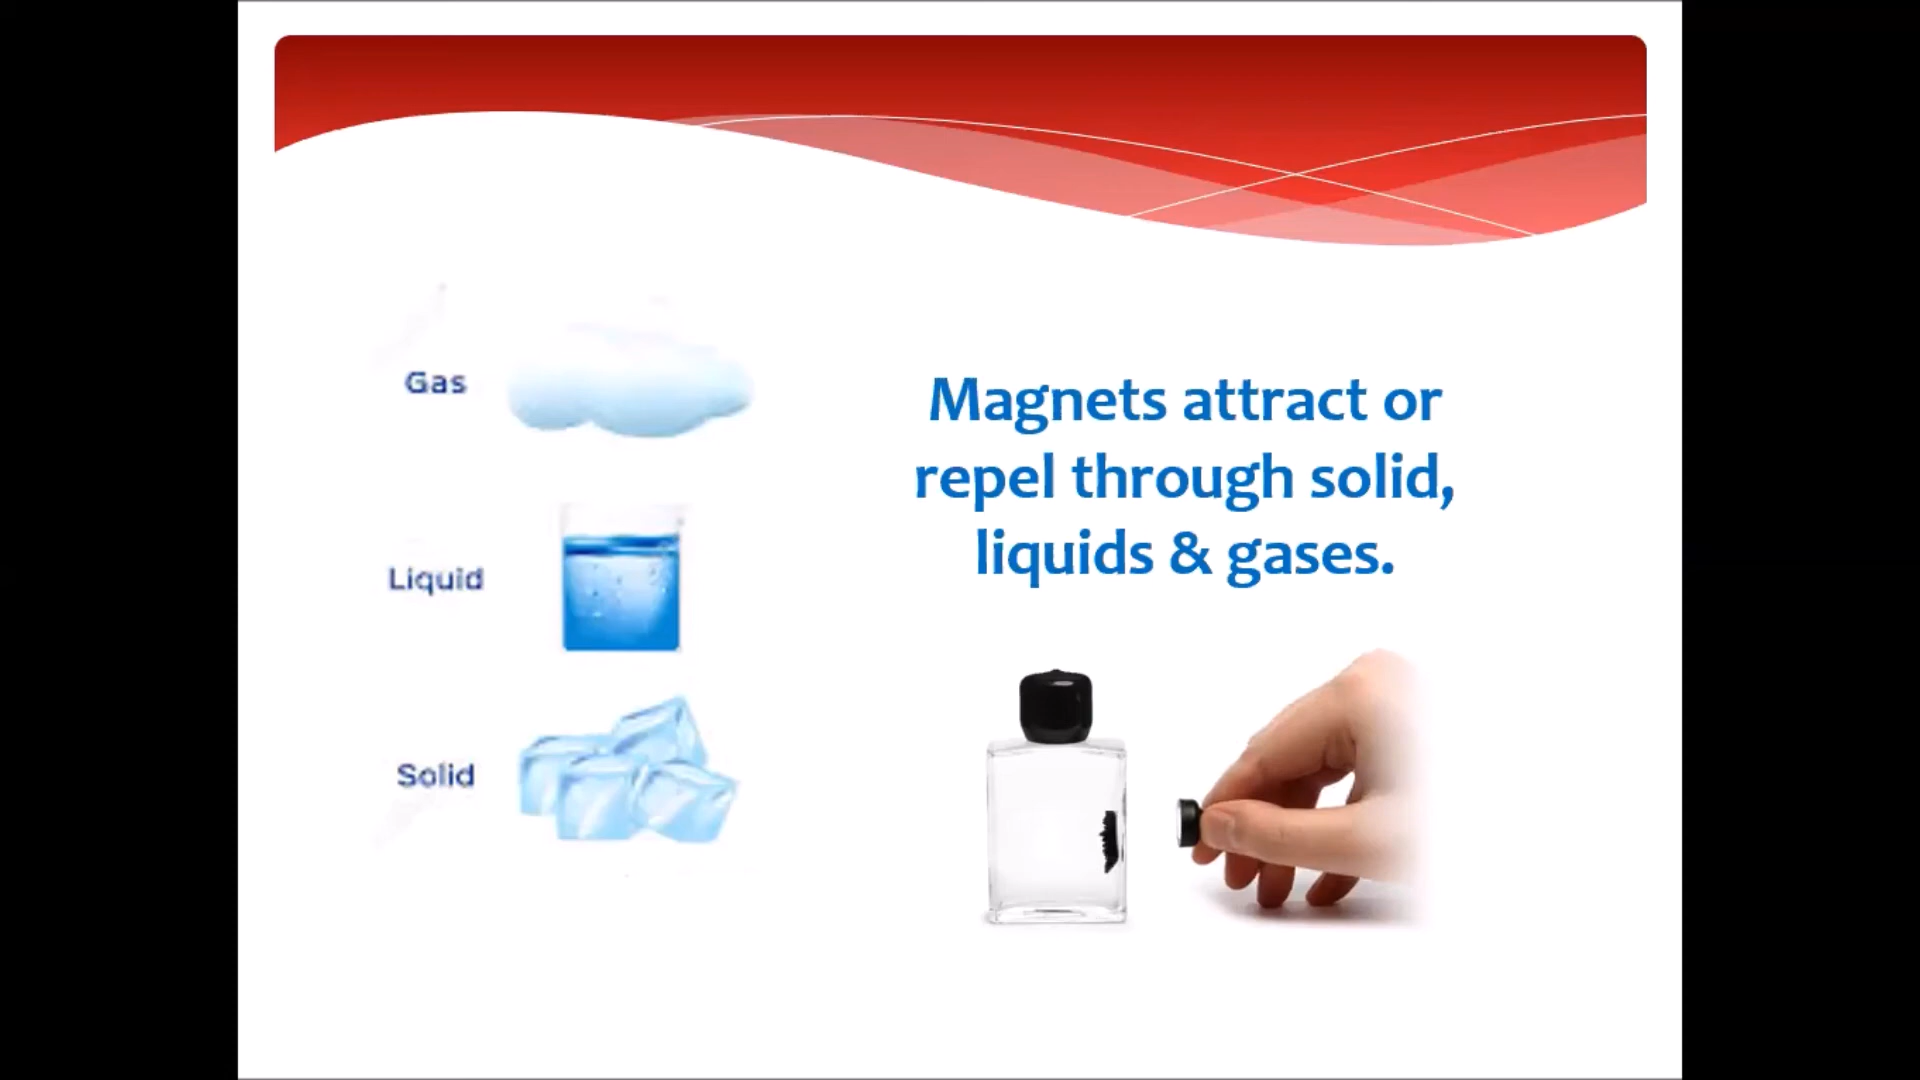 Gas
Liquid
Solid
Magnets attract or
repel through solid,
liquids & gases.